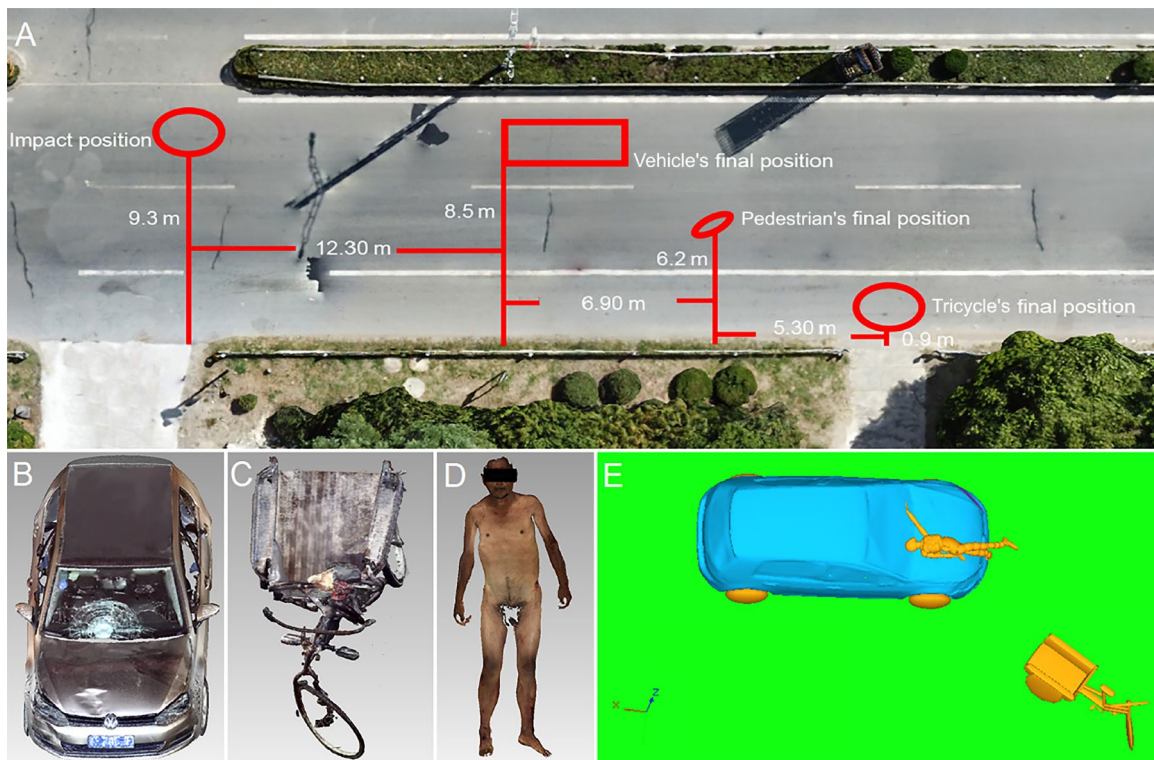 A
Impact position
9.3 m
12.30 m
8.5 m
Vehicle's final position
Pedestrian's final position
6.2 m
6.90 m
Tricycle's final position
5.30 m
0.9 m
B
C
D
E
X
Z